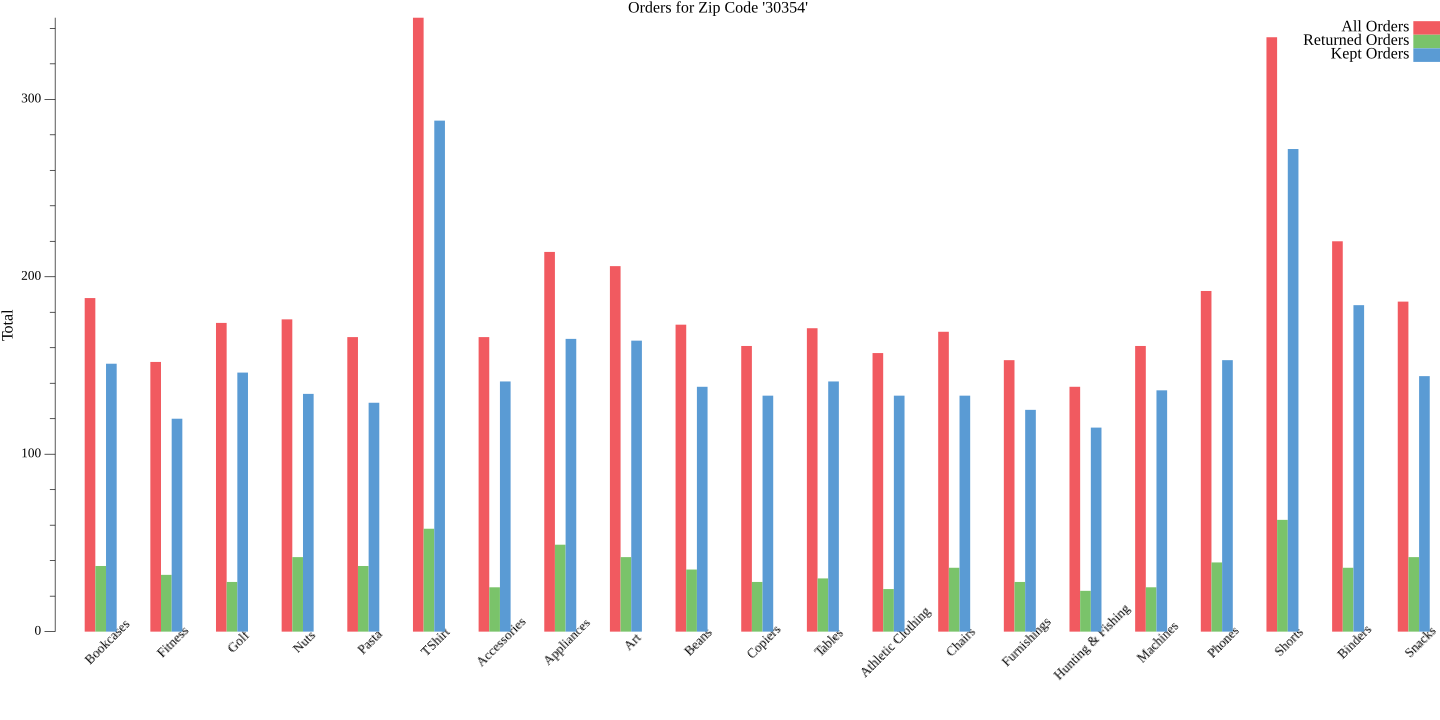 Orders for Zip Code '30354'
All Orders
Returned Orders
Kept Orders
Total
300
200
100
0
Bookcases
Fitness
Golf
Nuts
Pasta
TShirt
Accessories
Appliances
Art
Beans
Copiers
Tables
Athletic Clothing
Chairs
Furnishings
Hunting & Fishing
Machines
Phones
Shorts
Binders
Snacks